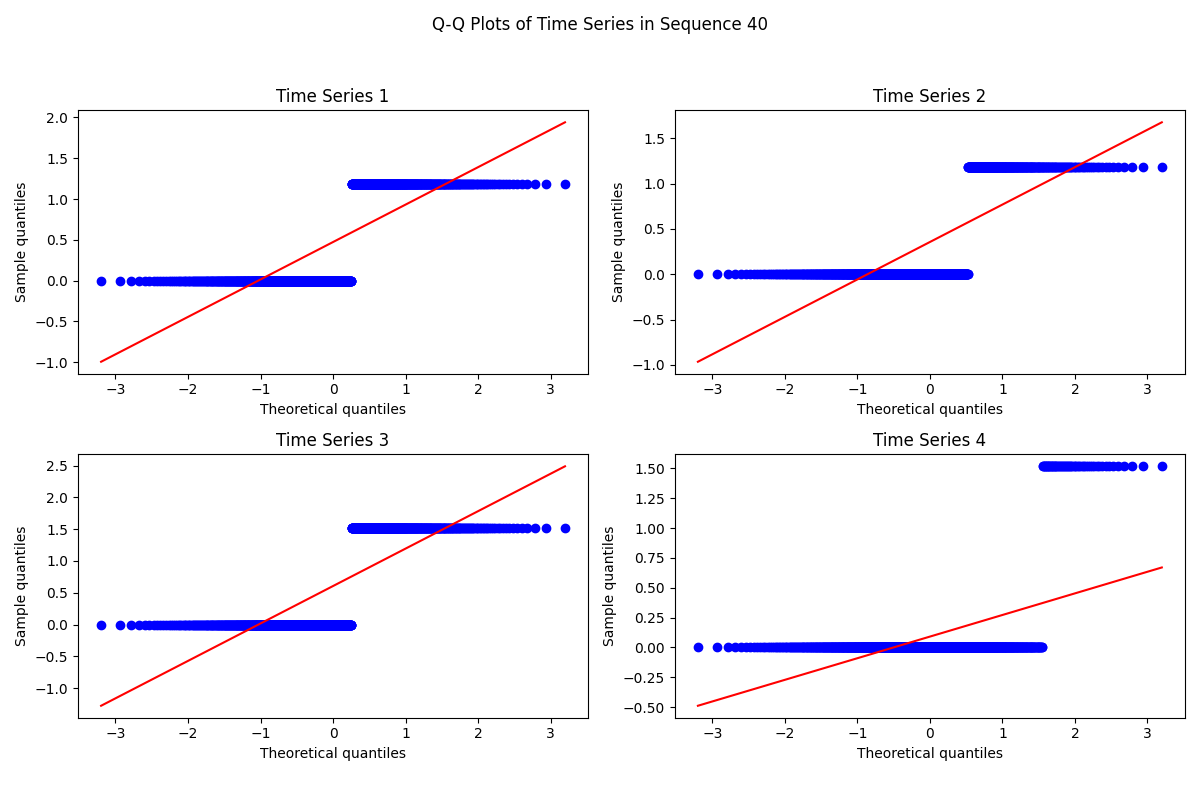 Q-Q Plots of Time Series in Sequence 40
Time Series 1
2.0
1.5
1.0
0.5
0.0
−0.5
−1.0
Sample quantiles
−3 −2 −1 0 1 2 3
Theoretical quantiles
Time Series 2
1.5
1.0
0.5
0.0
−0.5
−1.0
Sample quantiles
−3 −2 −1 0 1 2 3
Theoretical quantiles
Time Series 3
2.5
2.0
1.5
1.0
0.5
0.0
−0.5
−1.0
Sample quantiles
−3 −2 −1 0 1 2 3
Theoretical quantiles
Time Series 4
1.50
1.25
1.00
0.75
0.50
0.25
0.00
−0.25
−0.50
Sample quantiles
−3 −2 −1 0 1 2 3
Theoretical quantiles